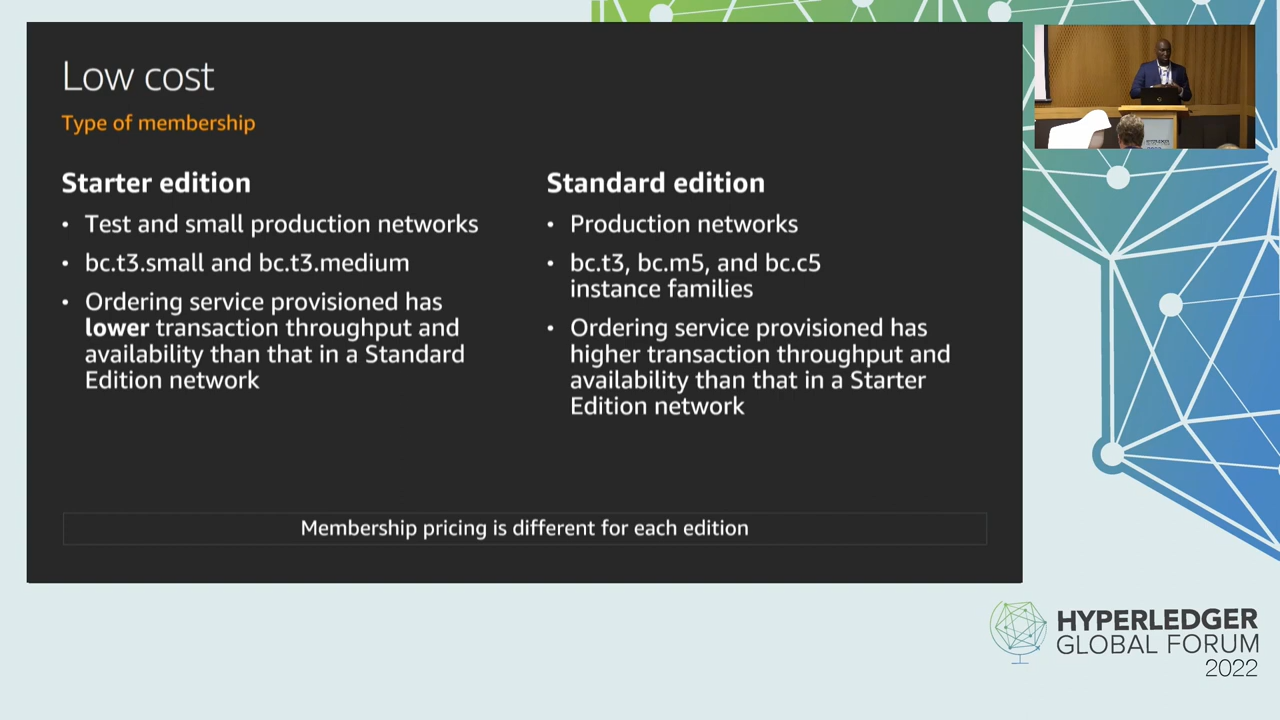 Low cost
Type of membership
Starter edition
• Test and small production networks
• bc.t3.small and bc.t3.medium
• Ordering service provisioned has
lower transaction throughput and
availability than that in a Standard
Edition network
Standard edition
• Production networks
• bc.t3, bc.m5, and bc.c5
instance families
• Ordering service provisioned has
higher transaction throughput and
availability than that in a Starter
Edition network
Membership pricing is different for each edition
HYPERLEDGER
GLOBAL FORUM
2022